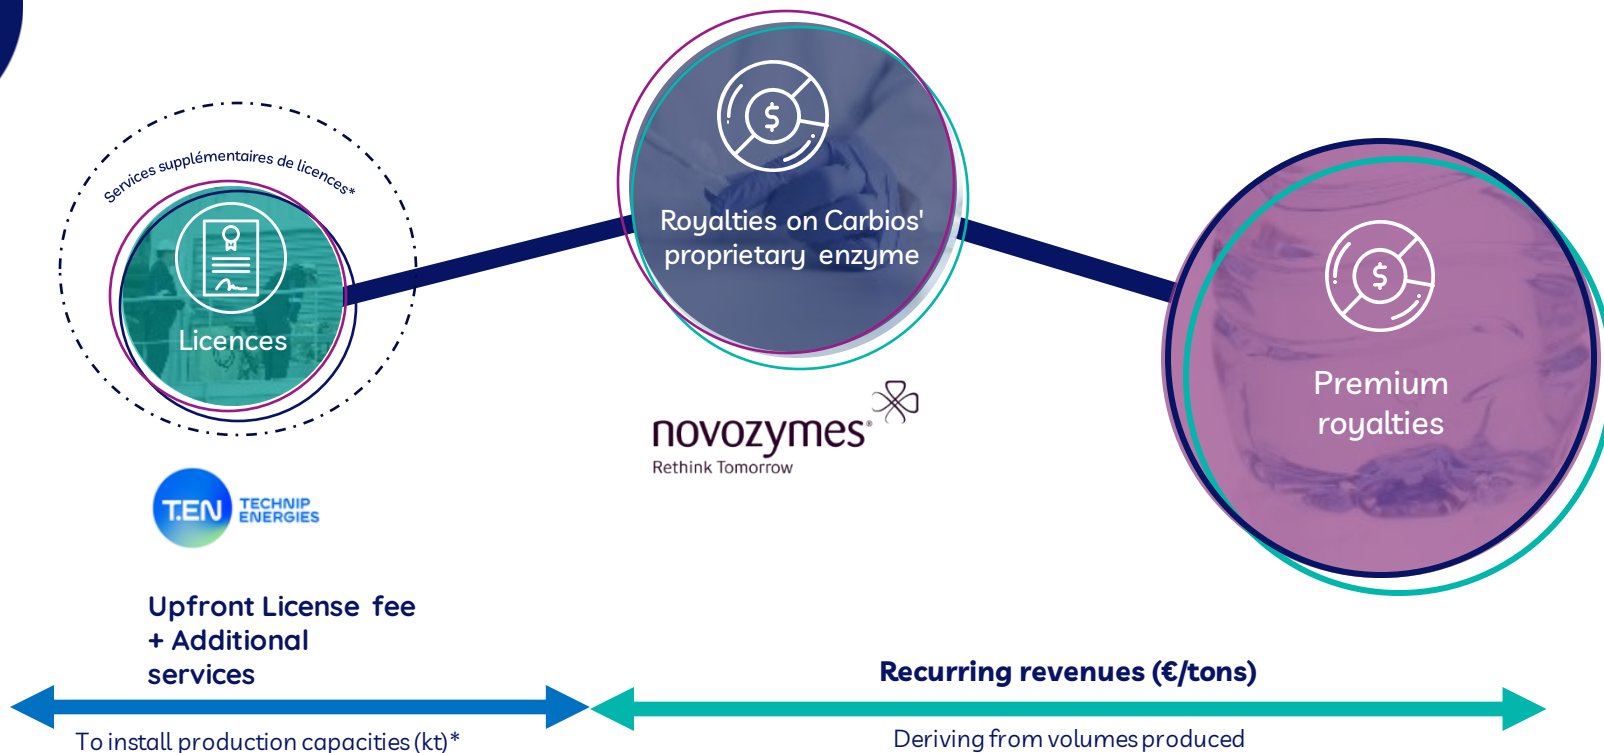 Services supplémentaires de licences*
Licences
Royalties on Carbios'
proprietary enzyme
Premium
royalties
novozymes®
Rethink Tomorrow
T.EN
TECHNIP
ENERGIES
Upfront License fee
+ Additional
services
Recurring revenues (€/tons)
To install production capacities (kt)*
Deriving from volumes produced